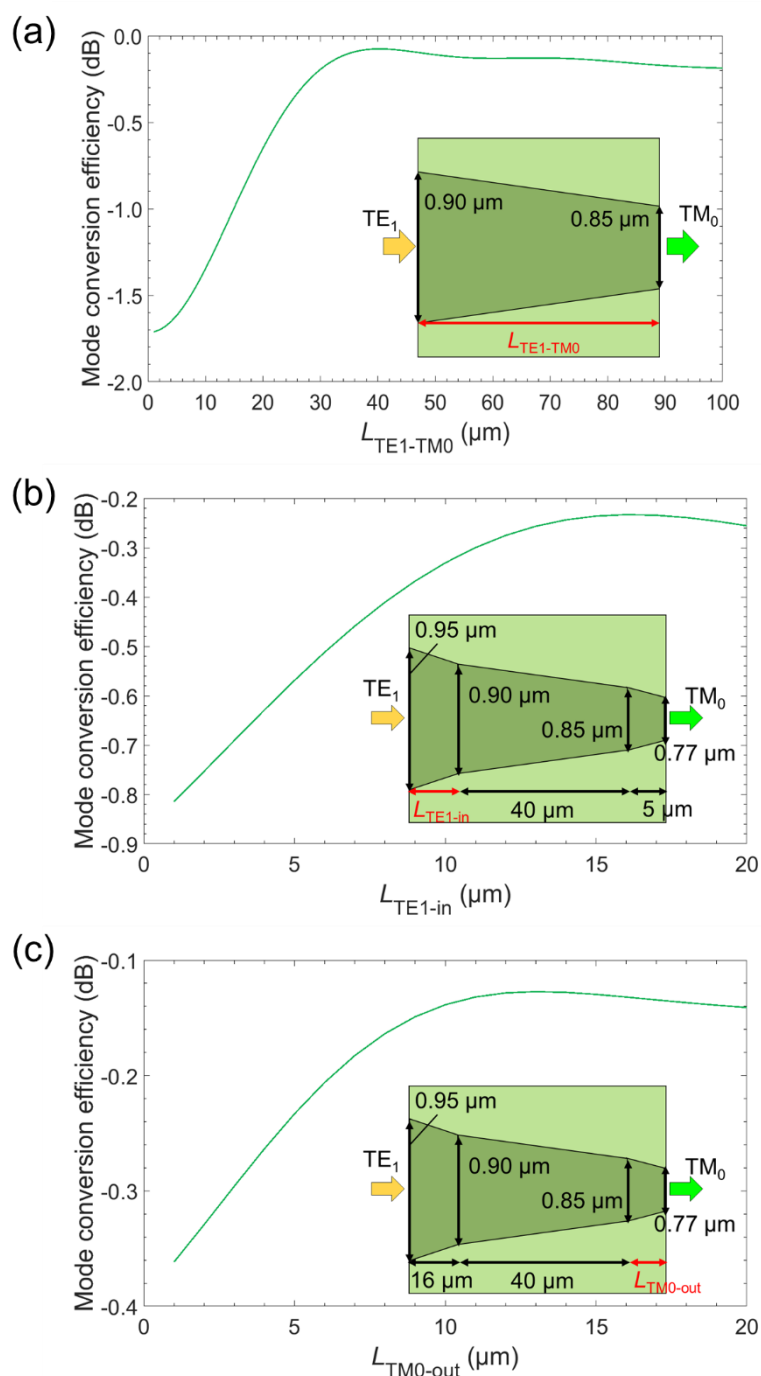 (a)
Mode conversion efficiency (dB)
0.0
-0.5
-1.0
-1.5
-2.0
0 10 20 30 40 50 60 70 80 90 100
L_TE1-TM0 (µm)
TE₁
0.90 µm
0.85 µm
TM₀
L_TE1-TM0
(b)
Mode conversion efficiency (dB)
-0.2
-0.3
-0.4
-0.5
-0.6
-0.7
-0.8
-0.9
0 5 10 15 20
L_TE1-in (µm)
0.95 µm
TE₁
0.90 µm
0.85 µm
TM₀
0.77 µm
L_TE1-in
40 µm
5 µm
(c)
Mode conversion efficiency (dB)
-0.1
-0.2
-0.3
-0.4
0 5 10 15 20
L_TM0-out (µm)
0.95 µm
TE₁
0.90 µm
0.85 µm
TM₀
0.77 µm
16 µm
40 µm
L_TM0-out